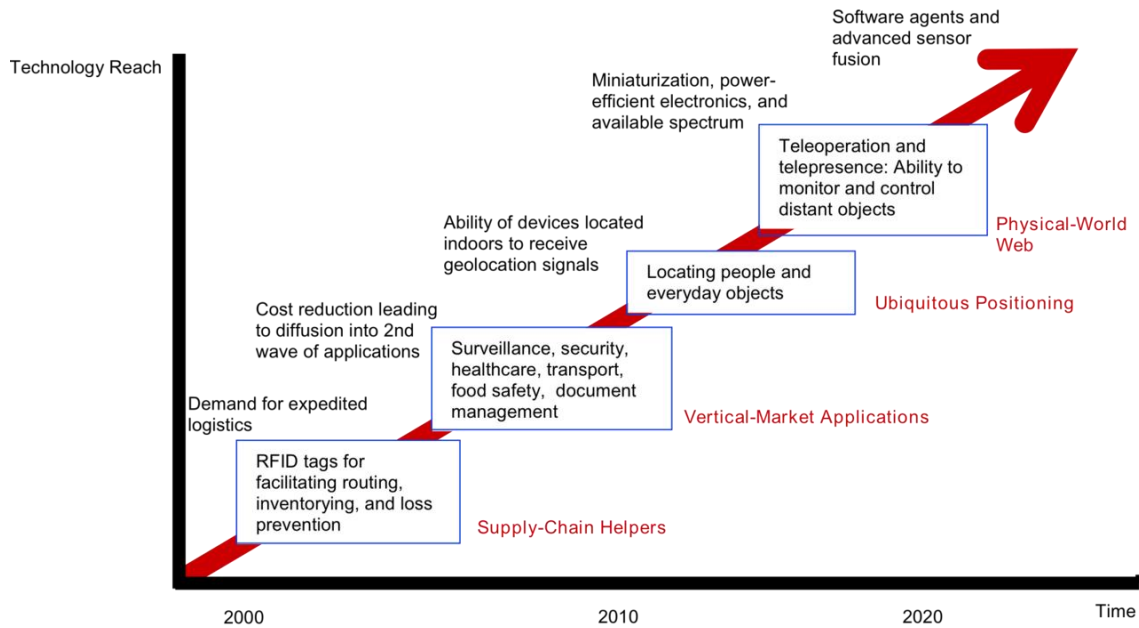 Software agents and
advanced sensor
fusion
Technology Reach
Miniaturization, power-
efficient electronics, and
available spectrum
Teleoperation and
telepresence: Ability to
monitor and control
distant objects
Physical-World
Web
Ability of devices located
indoors to receive
geolocation signals
Locating people and
everyday objects
Ubiquitous Positioning
Cost reduction leading
to diffusion into 2nd
wave of applications
Surveillance, security,
healthcare, transport,
food safety, document
management
Vertical-Market Applications
Demand for expedited
logistics
RFID tags for
facilitating routing,
inventorying, and loss
prevention
Supply-Chain Helpers
2000
2010
2020
Time